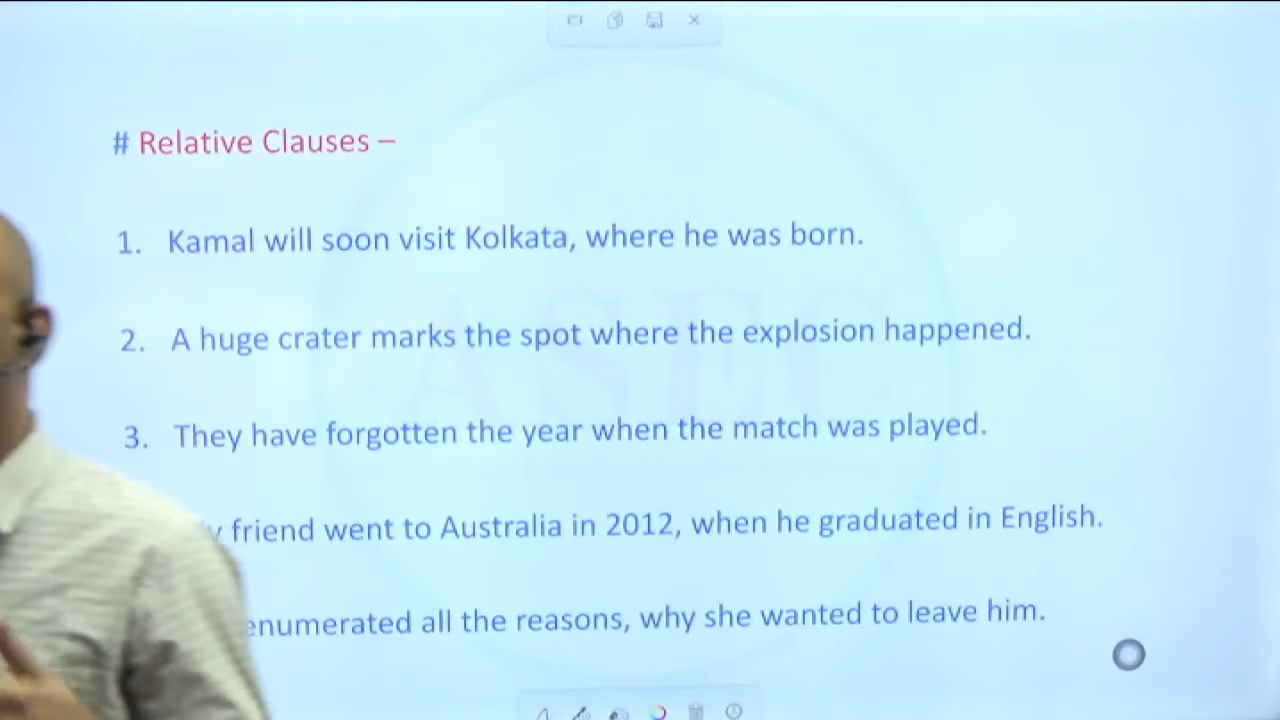 # Relative Clauses –
1. Kamal will soon visit Kolkata, where he was born.
2. A huge crater marks the spot where the explosion happened.
3. They have forgotten the year when the match was played.
friend went to Australia in 2012, when he graduated in English.
enumerated all the reasons, why she wanted to leave him.
ASEC